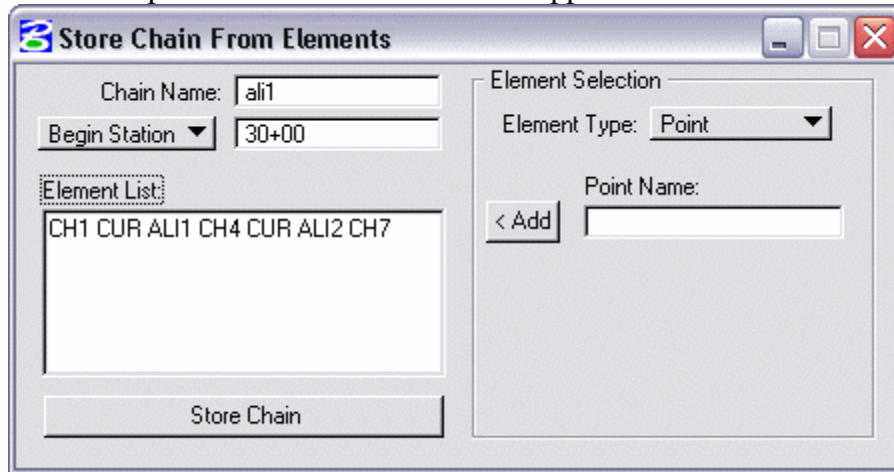 Store Chain From Elements
Chain Name: ali1
Begin Station 30+00
Element List:
CH1 CUR ALI1 CH4 CUR ALI2 CH7
Store Chain
Element Selection
Element Type: Point
Point Name:
< Add